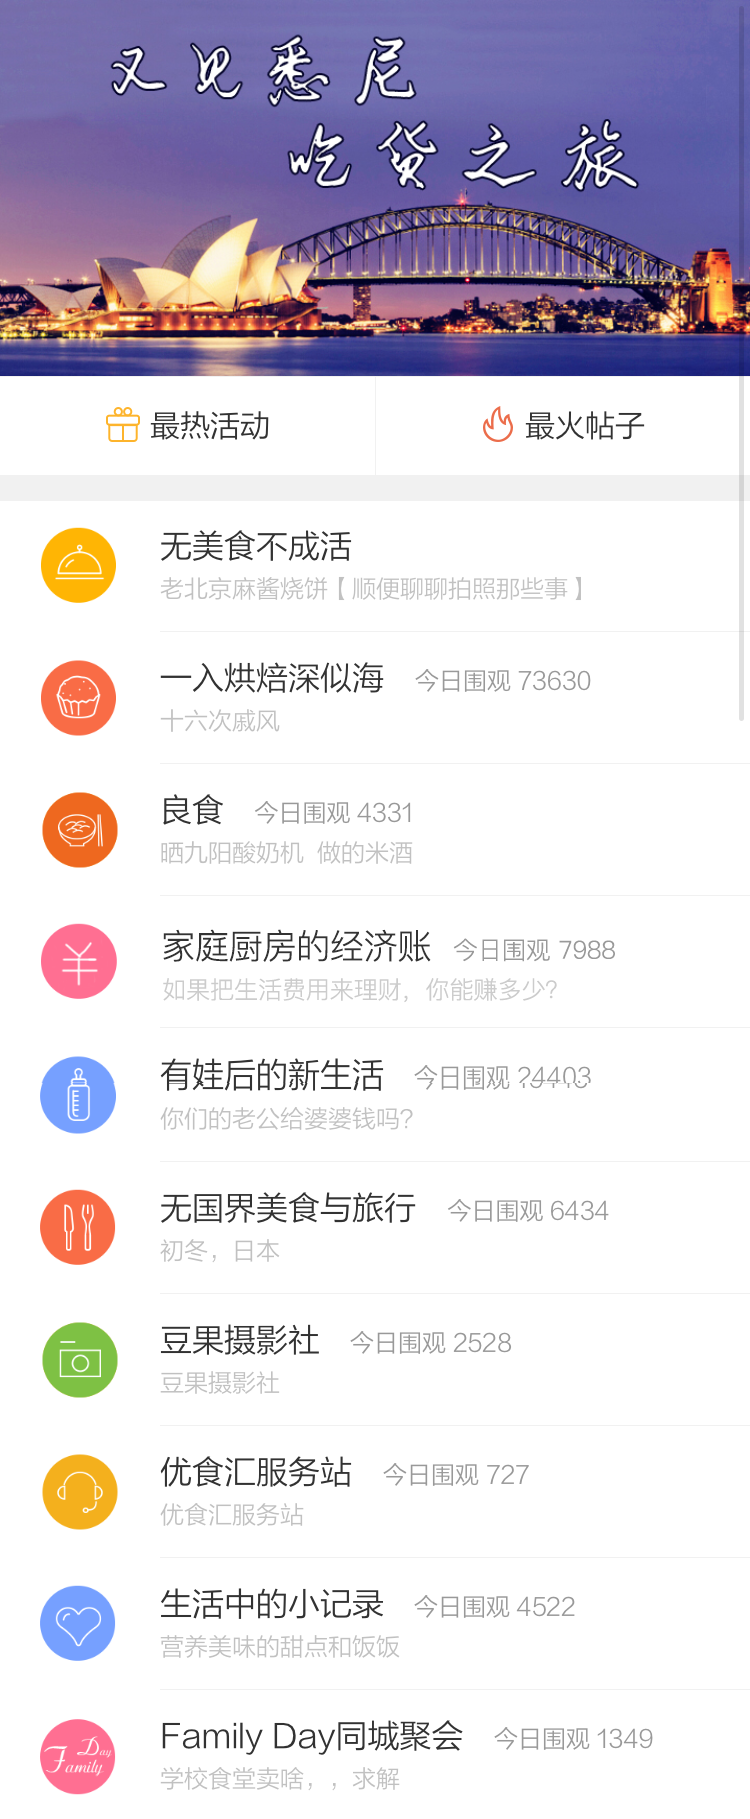 又见悉尼
吃货之旅
最热活动 最火帖子
无美食不成活
老北京麻酱烧饼【顺便聊聊拍照那些事】
一入烘焙深似海 今日围观 73630
十六次戚风
良食 今日围观 4331
晒九阳酸奶机 做的米酒
家庭厨房的经济账 今日围观 7988
如果把生活费用来理财，你能赚多少?
有娃后的新生活 今日围观
你们的老公给婆婆钱吗?
无国界美食与旅行 今日围观 6434
初冬，日本
豆果摄影社 今日围观 2528
豆果摄影社
优食汇服务站 今日围观 727
优食汇服务站
生活中的小记录 今日围观 4522
营养美味的甜点和饭饭
Family Day
Family Day同城聚会 今日围观 1349
学校食堂卖啥，，求解